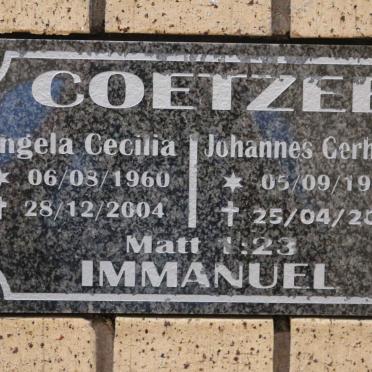 COETZEE
ngela Cecilia Johannes Gerh
* 06/08/1960 * 05/09/19
† 28/12/2004 † 25/04/20
Matt 1:23
IMMANUEL